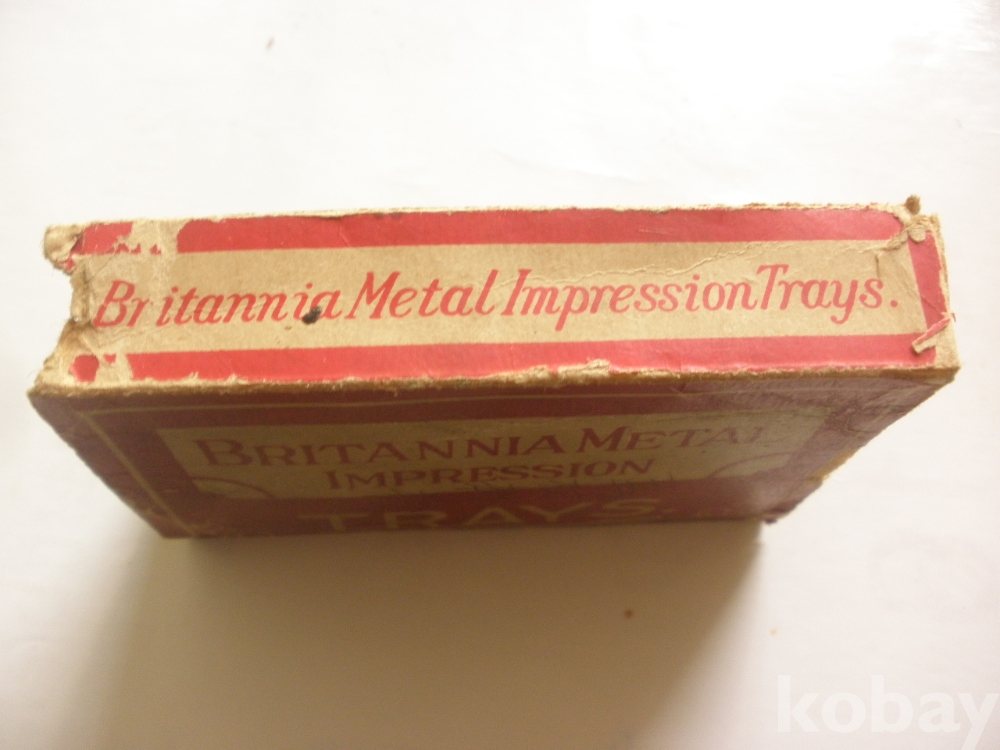 Britannia Metal Impression Trays.
BRITANNIA METAL
IMPRESSION
TRAYS.
kobay